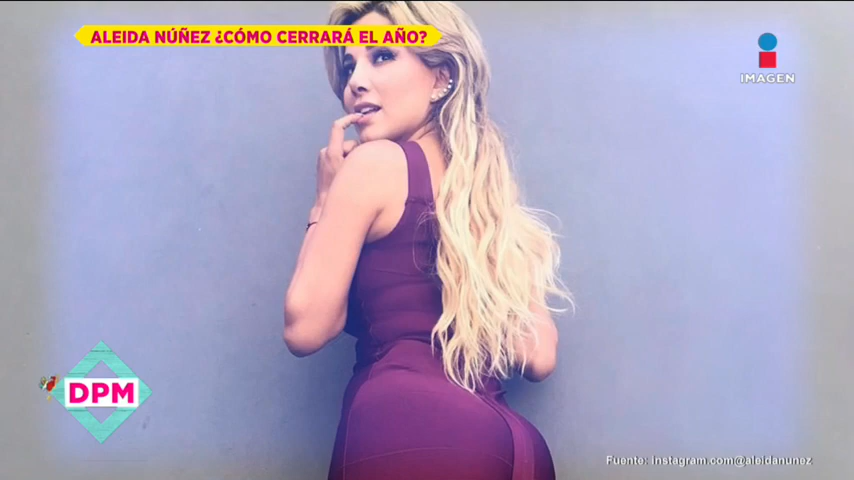 ALEIDA NÚÑEZ ¿CÓMO CERRARÁ EL AÑO?
IMAGEN
DPM
Fuente: Instagram.com@aleidanunez